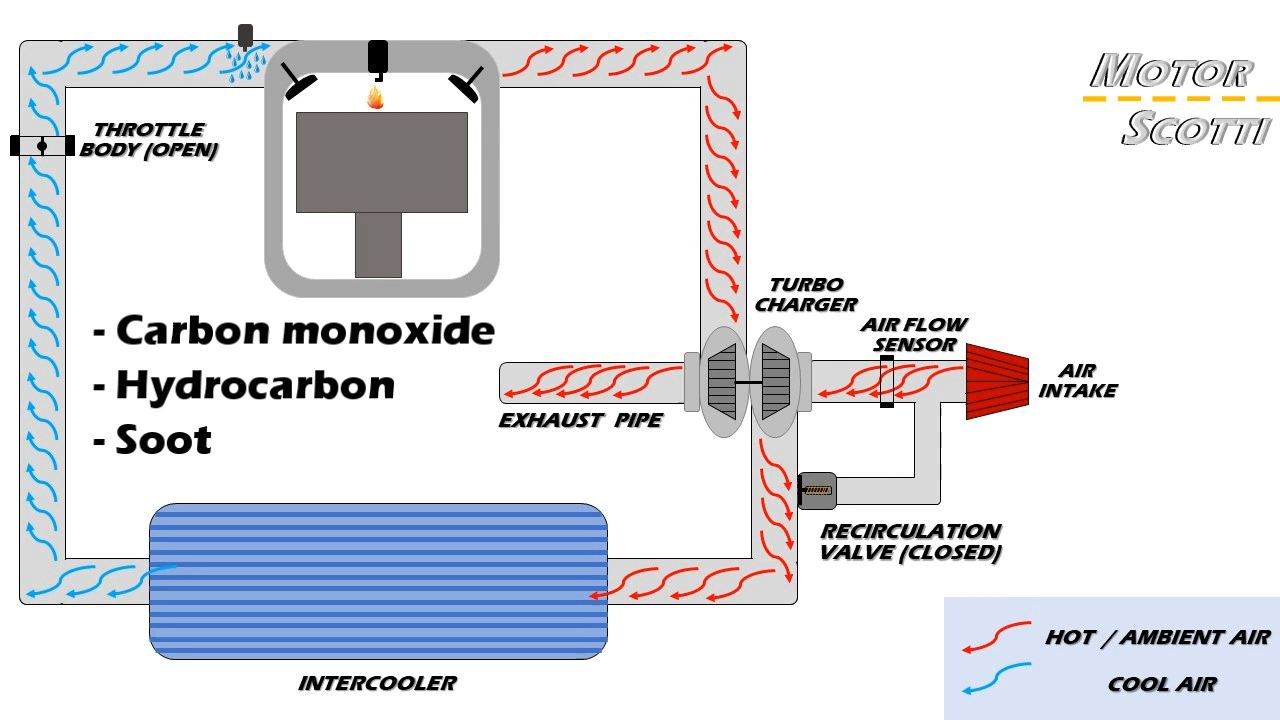 MOTOR
SCOTTI
THROTTLE
BODY (OPEN)
TURBO
CHARGER
AIR FLOW
SENSOR
AIR
INTAKE
- Carbon monoxide
- Hydrocarbon
- Soot
EXHAUST PIPE
RECIRCULATION
VALVE (CLOSED)
INTERCOOLER
HOT / AMBIENT AIR
COOL AIR